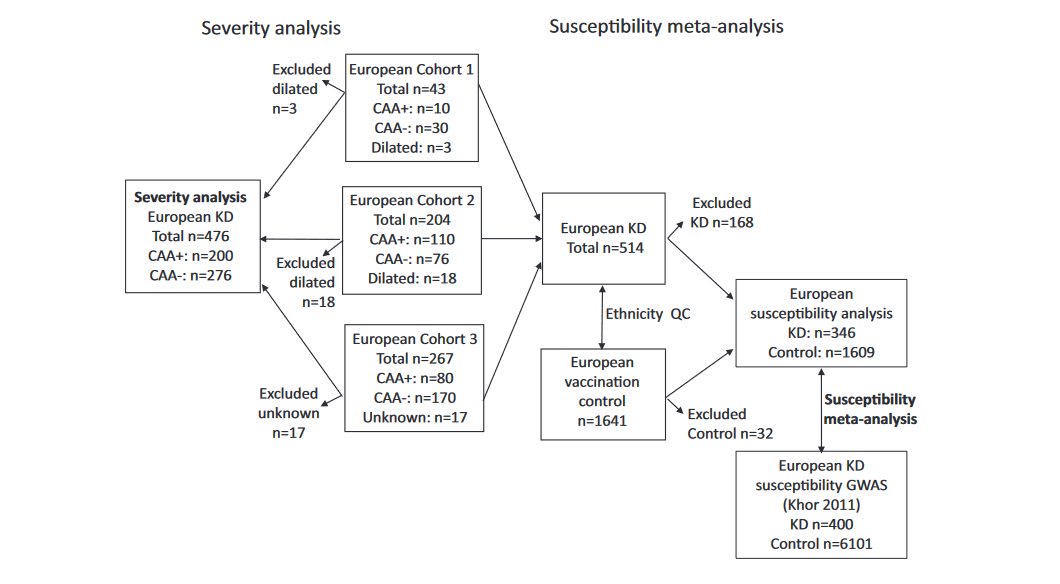 Severity analysis
Susceptibility meta-analysis
Excluded
dilated
n=3
European Cohort 1
Total n=43
CAA+: n=10
CAA-: n=30
Dilated: n=3
Severity analysis
European KD
Total n=476
CAA+: n=200
CAA-: n=276
European Cohort 2
Total n=204
CAA+: n=110
CAA-: n=76
Dilated: n=18
Excluded
dilated
n=18
European Cohort 3
Total n=267
CAA+: n=80
CAA-: n=170
Unknown: n=17
Excluded
unknown
n=17
European KD
Total n=514
Excluded
KD n=168
Ethnicity QC
European
vaccination
control
n=1641
Excluded
Control n=32
European
susceptibility analysis
KD: n=346
Control: n=1609
Susceptibility
meta-analysis
European KD
susceptibility GWAS
(Khor 2011)
KD n=400
Control n=6101